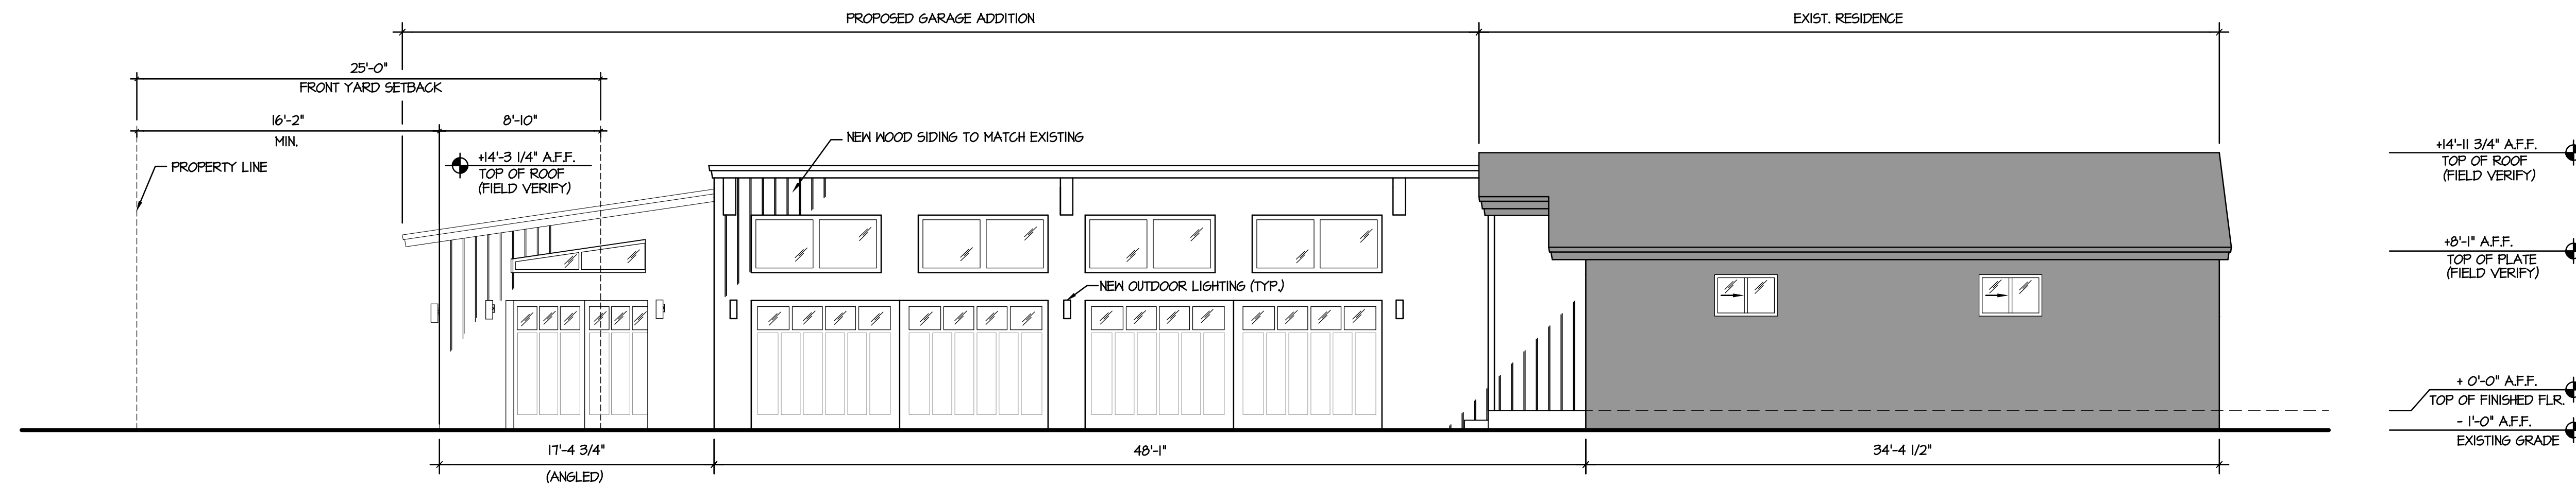 PROPOSED GARAGE ADDITION
EXIST. RESIDENCE
25'-0"
FRONT YARD SETBACK
16'-2"
MIN.
8'-10"
PROPERTY LINE
+14'-3 1/4" A.F.F.
TOP OF ROOF
(FIELD VERIFY)
NEW WOOD SIDING TO MATCH EXISTING
NEW OUTDOOR LIGHTING (TYP.)
+14'-11 3/4" A.F.F.
TOP OF ROOF
(FIELD VERIFY)
+8'-1" A.F.F.
TOP OF PLATE
(FIELD VERIFY)
+ 0'-0" A.F.F.
TOP OF FINISHED FLR.
- 1'-0" A.F.F.
EXISTING GRADE
17'-4 3/4"
(ANGLED)
48'-1"
34'-4 1/2"